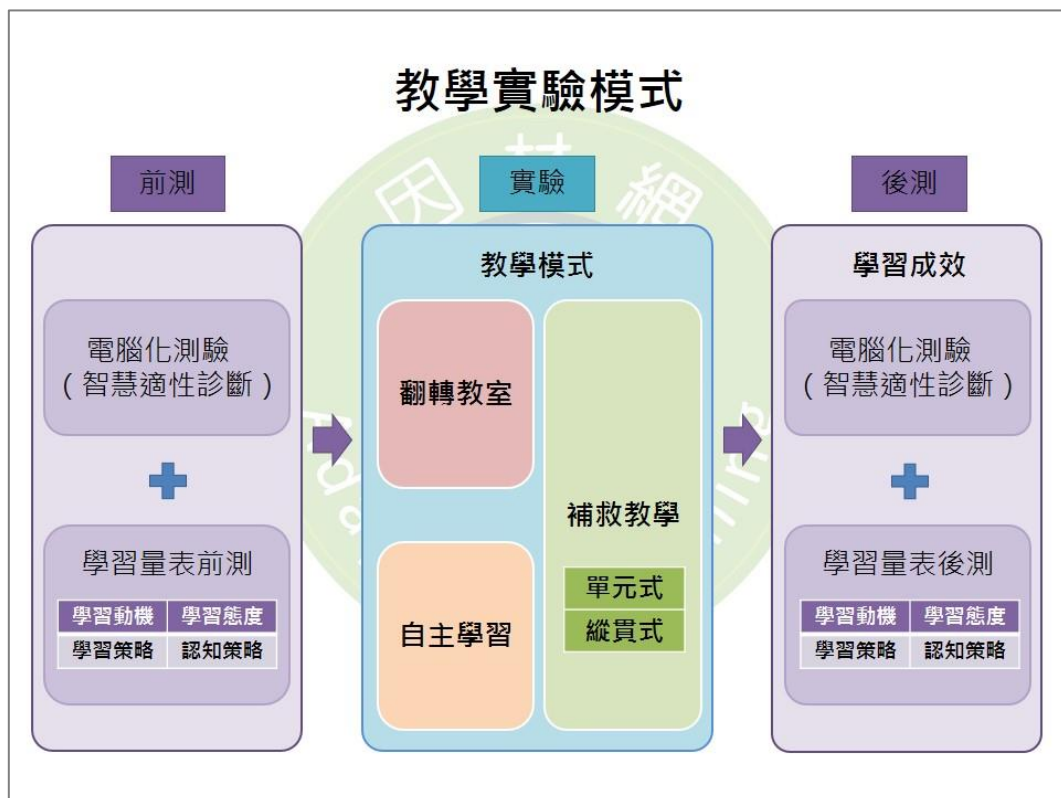 教學實驗模式
前測
電腦化測驗
（智慧適性診斷）
學習量表前測
學習動機 學習態度
學習策略 認知策略
實驗
教學模式
翻轉教室
自主學習
補救教學
單元式
縱貫式
後測
學習成效
電腦化測驗
（智慧適性診斷）
學習量表後測
學習動機 學習態度
學習策略 認知策略
因材網